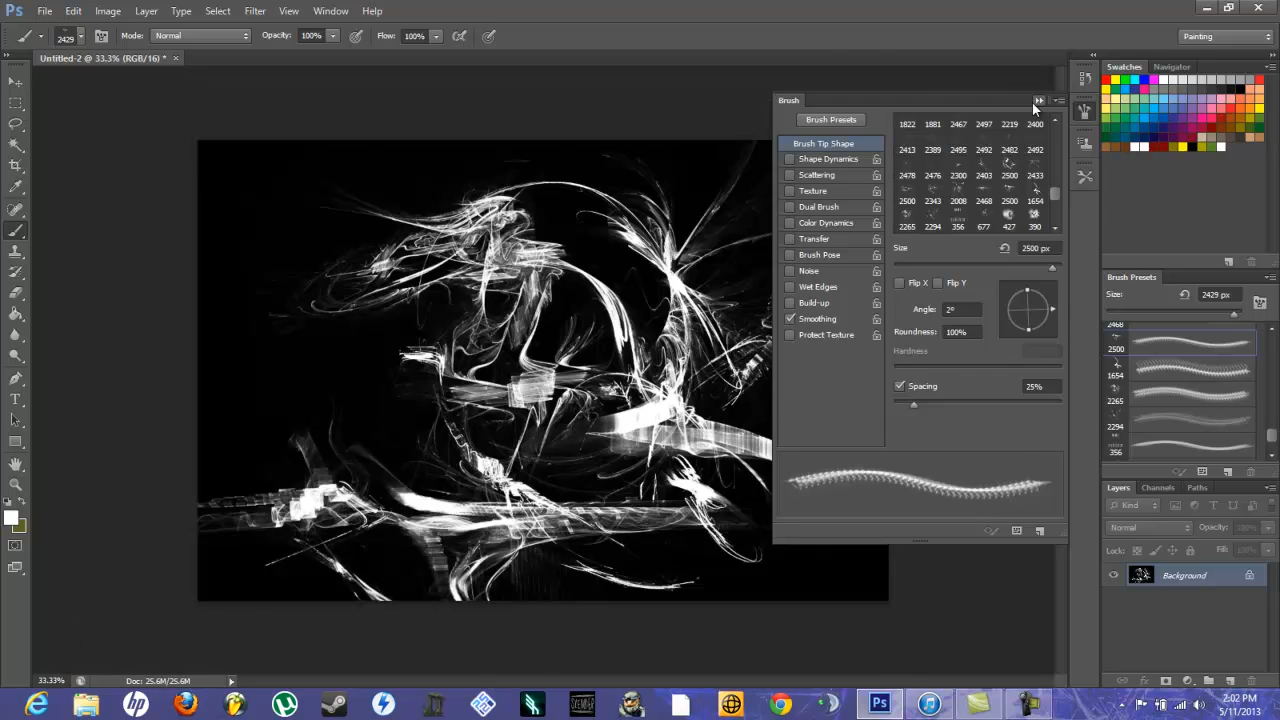 Ps File Edit Image Layer Type Select Filter View Window Help
2429 Mode: Normal Opacity: 100% Flow: 100% Painting
Untitled-2 @ 33.3% (RGB/16) * ×
Brush
Brush Presets
Brush Tip Shape
Shape Dynamics
Scattering
Texture
Dual Brush
Color Dynamics
Transfer
Brush Pose
Noise
Wet Edges
Build-up
Smoothing
Protect Texture
1822 1881 2467 2497 2219 2400
2413 2389 2495 2492 2482 2492
2478 2476 2300 2403 2500 2433
2500 2343 2008 2468 2500 1654
2265 2294 356 677 427 390
Size 2500 px
Flip X Flip Y
Angle: 2º
Roundness: 100%
Hardness
Spacing 25%
Swatches Navigator
Brush Presets
Size: 2429 px
2468
2500
1654
2265
2294
356
Layers Channels Paths
Kind
Normal Opacity: 100%
Lock: Fill: 100%
Background
33.33% Doc: 25.6M/25.6M
Ps
2:02 PM
5/11/2013